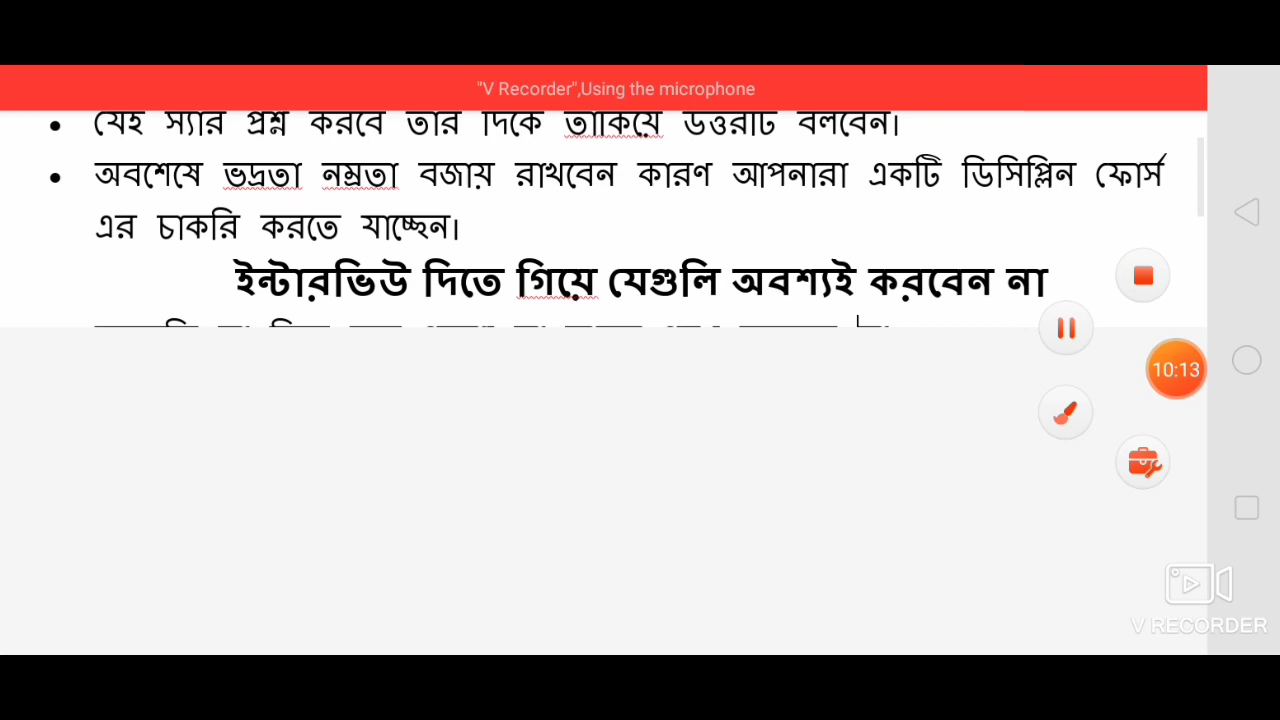 "V Recorder",Using the microphone
• যেই স্যার প্রশ্ন করবে তার দিকে তাকিয়ে উত্তরটি বলবেন।
• অবশেষে ভদ্রতা নম্রতা বজায় রাখবেন কারণ আপনারা একটি ডিসিপ্লিন ফোর্স
এর চাকরি করতে যাচ্ছেন।
ইন্টারভিউ দিতে গিয়ে যেগুলি অবশ্যই করবেন না
10:13
V RECORDER